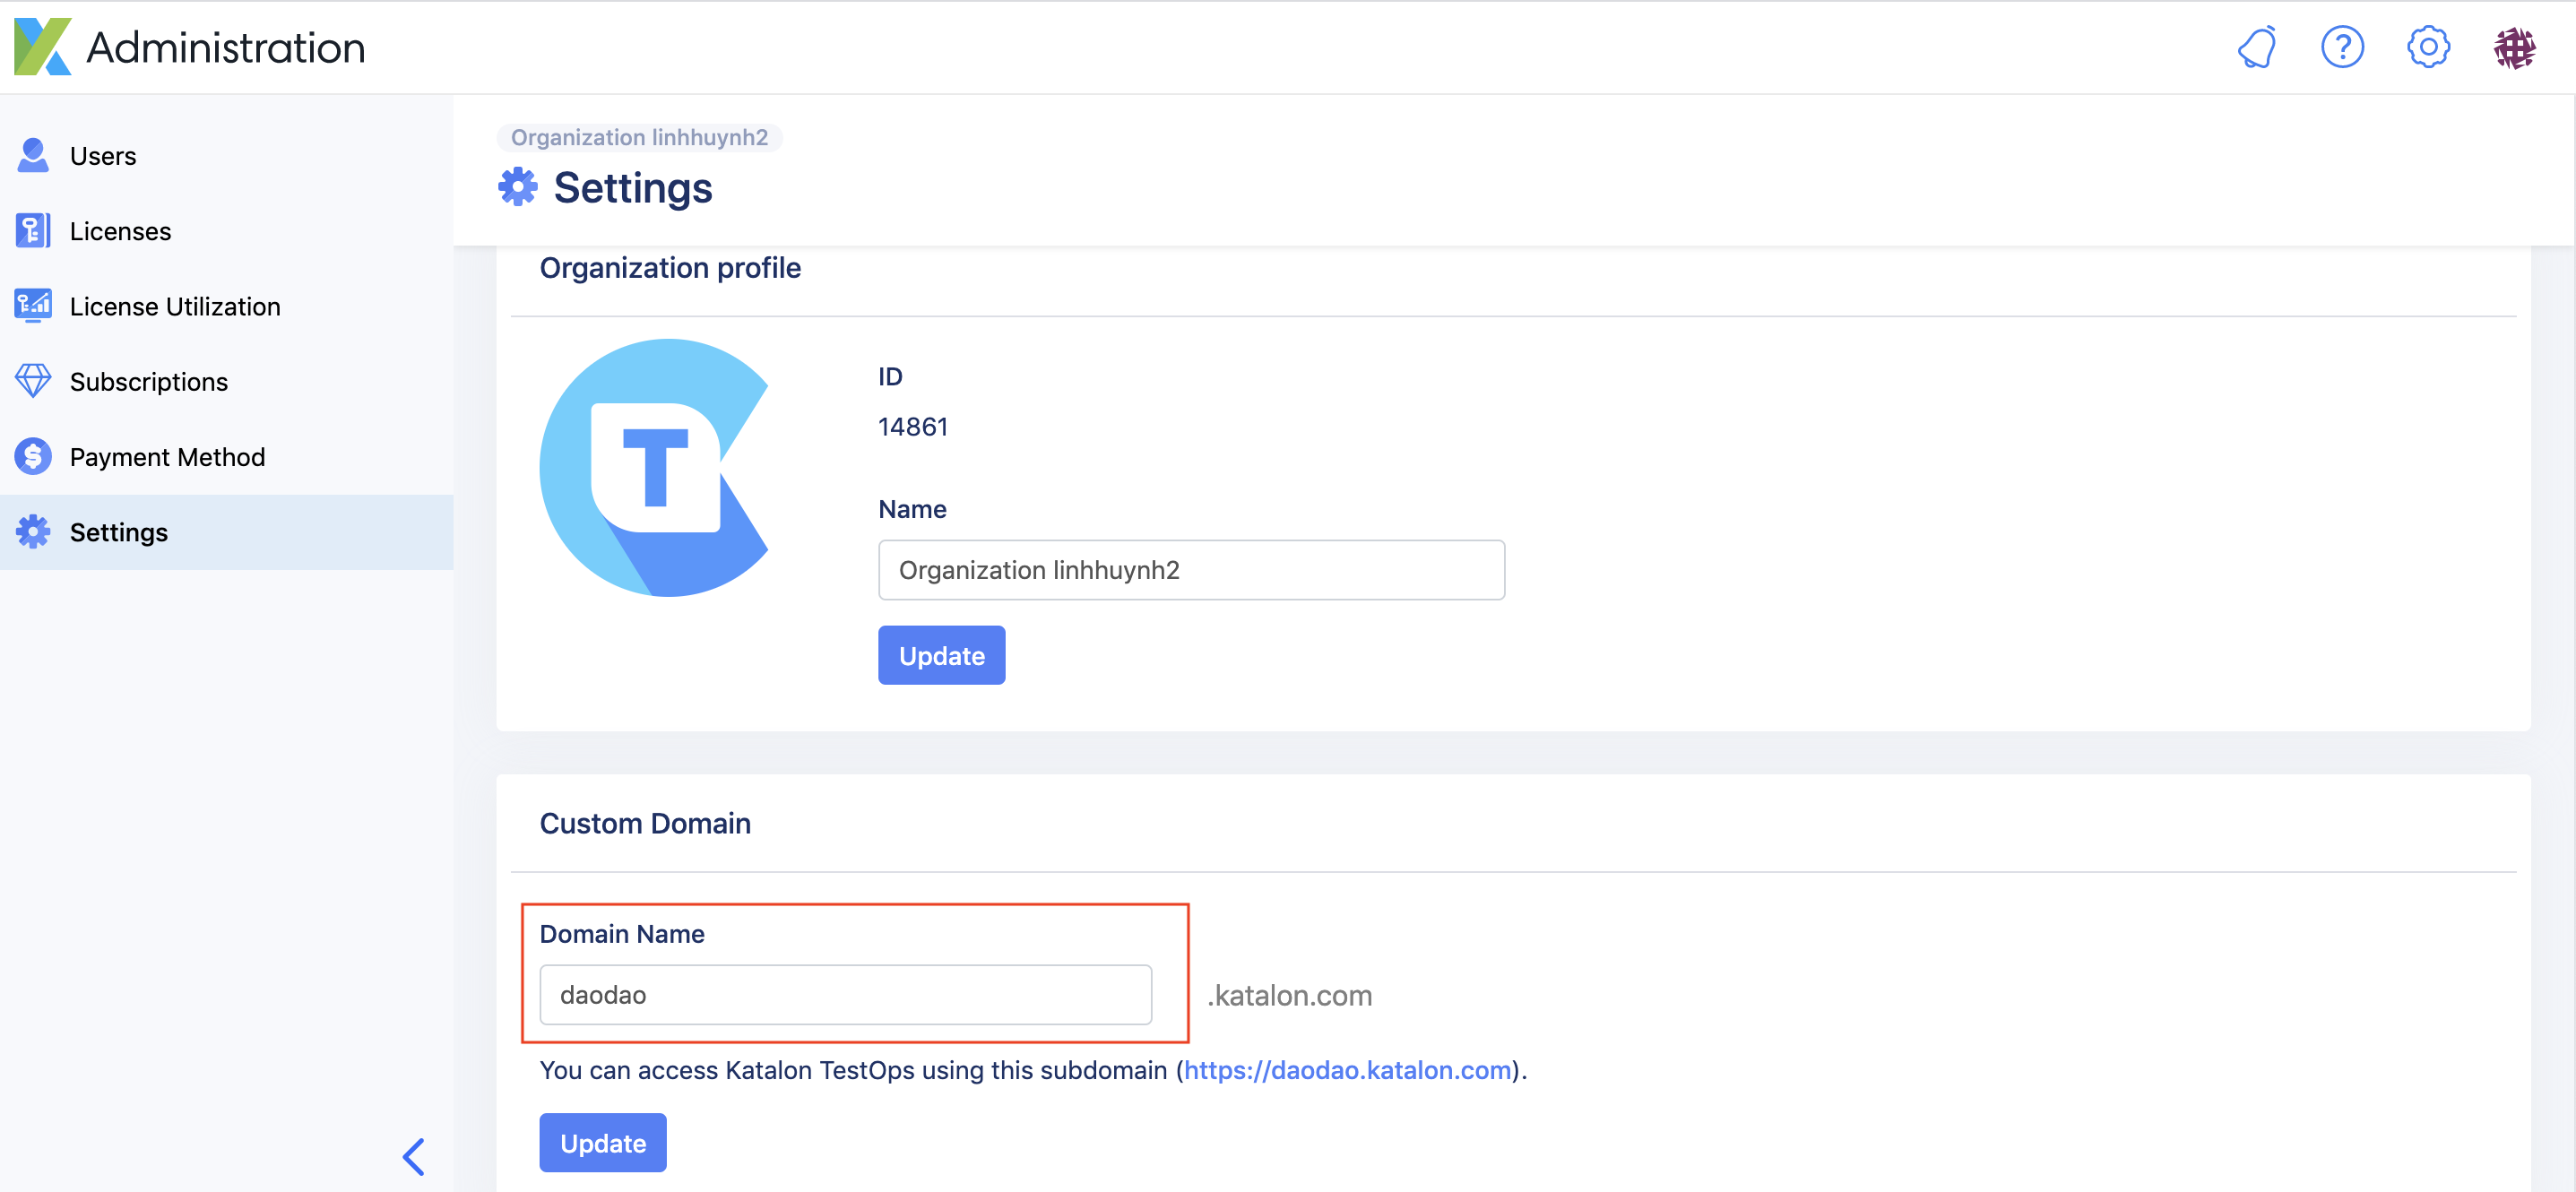 Administration
Users
Licenses
License Utilization
Subscriptions
Payment Method
Settings
Organization linhhuynh2
Settings
Organization profile
T
ID
14861
Name
Organization linhhuynh2
Update
Custom Domain
Domain Name
daodao
.katalon.com
You can access Katalon TestOps using this subdomain (https://daodao.katalon.com).
Update